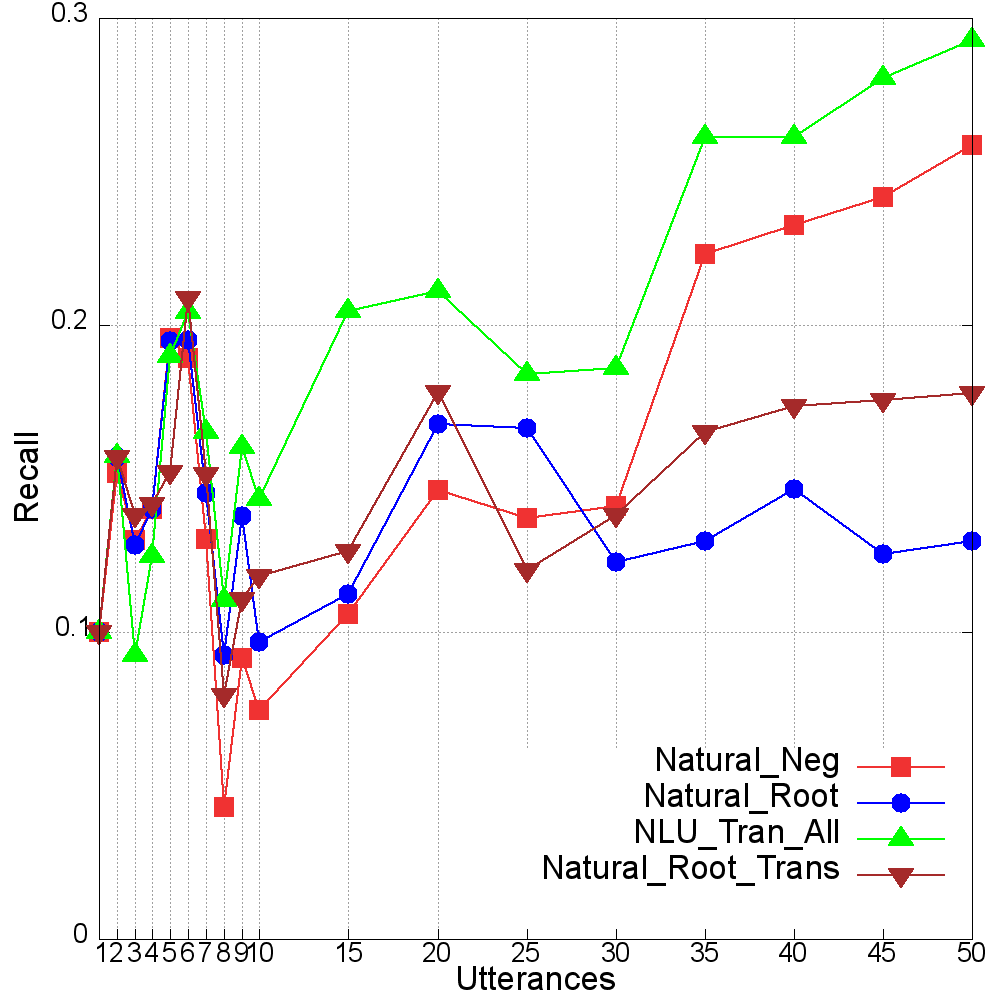 0.3
0.2
0.1
0
Recall
1 2 3 4 5 6 7 8 9 10 15 20 25 30 35 40 45 50
Utterances
Natural_Neg
Natural_Root
NLU_Tran_All
Natural_Root_Trans